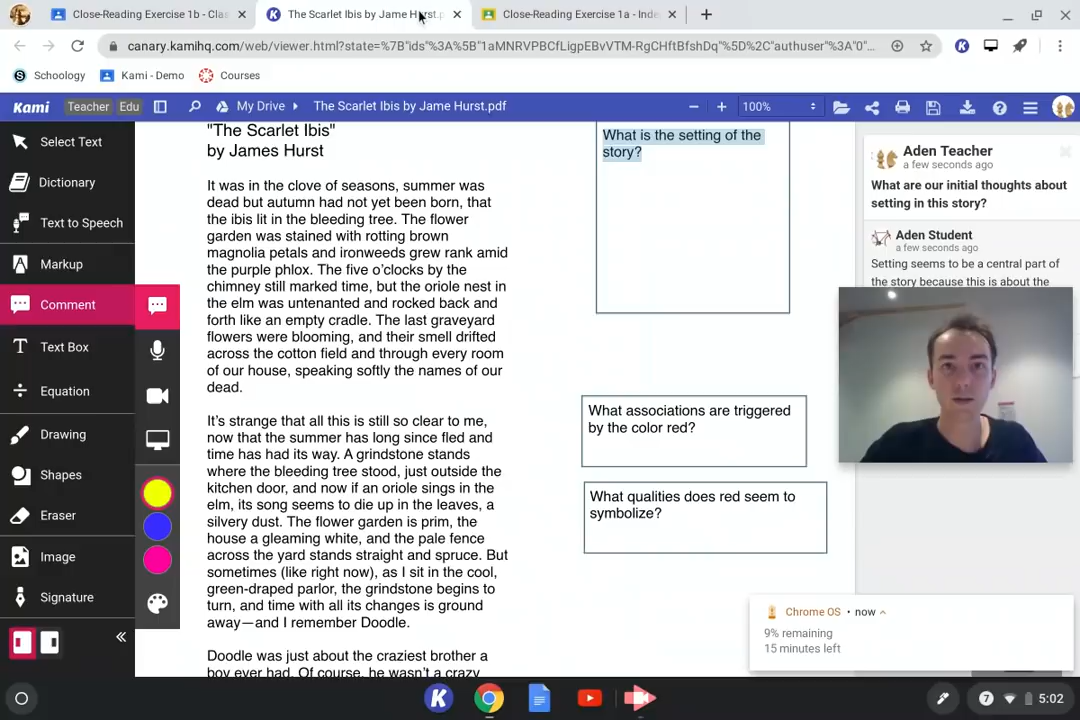 Close-Reading Exercise 1b - Cla
The Scarlet Ibis by Jame Hurst.p
Close-Reading Exercise 1a - Inde
canary.kamihq.com/web/viewer.html?state=%7B"ids"%3A%5B"1aMNRVPBCfLigpEBvVTM-RgCHftBfshDq"%5D%2C"authuser"%3A"0"...
Schoology
Kami - Demo
Courses
Kami
Teacher
Edu
My Drive
The Scarlet Ibis by Jame Hurst.pdf
100%
Select Text
Dictionary
Text to Speech
Markup
Comment
Text Box
Equation
Drawing
Shapes
Eraser
Image
Signature
"The Scarlet Ibis"
by James Hurst
It was in the clove of seasons, summer was
dead but autumn had not yet been born, that
the ibis lit in the bleeding tree. The flower
garden was stained with rotting brown
magnolia petals and ironweeds grew rank amid
the purple phlox. The five o'clocks by the
chimney still marked time, but the oriole nest in
the elm was untenanted and rocked back and
forth like an empty cradle. The last graveyard
flowers were blooming, and their smell drifted
across the cotton field and through every room
of our house, speaking softly the names of our
dead.
It's strange that all this is still so clear to me,
now that the summer has long since fled and
time has had its way. A grindstone stands
where the bleeding tree stood, just outside the
kitchen door, and now if an oriole sings in the
elm, its song seems to die up in the leaves, a
silvery dust. The flower garden is prim, the
house a gleaming white, and the pale fence
across the yard stands straight and spruce. But
sometimes (like right now), as I sit in the cool,
green-draped parlor, the grindstone begins to
turn, and time with all its changes is ground
away—and I remember Doodle.
Doodle was just about the craziest brother a
boy ever had. Of course, he wasn't a crazy
What is the setting of the
story?
What associations are triggered
by the color red?
What qualities does red seem to
symbolize?
Aden Teacher
a few seconds ago
What are our initial thoughts about
setting in this story?
Aden Student
a few seconds ago
Setting seems to be a central part of
the story because this is about the
Chrome OS • now
9% remaining
15 minutes left
7
5:02